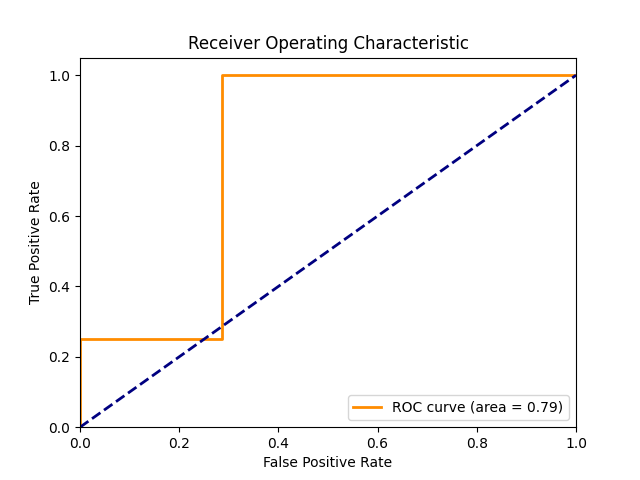 Receiver Operating Characteristic
1.0
0.8
0.6
0.4
0.2
0.0
True Positive Rate
ROC curve (area = 0.79)
0.0 0.2 0.4 0.6 0.8 1.0
False Positive Rate